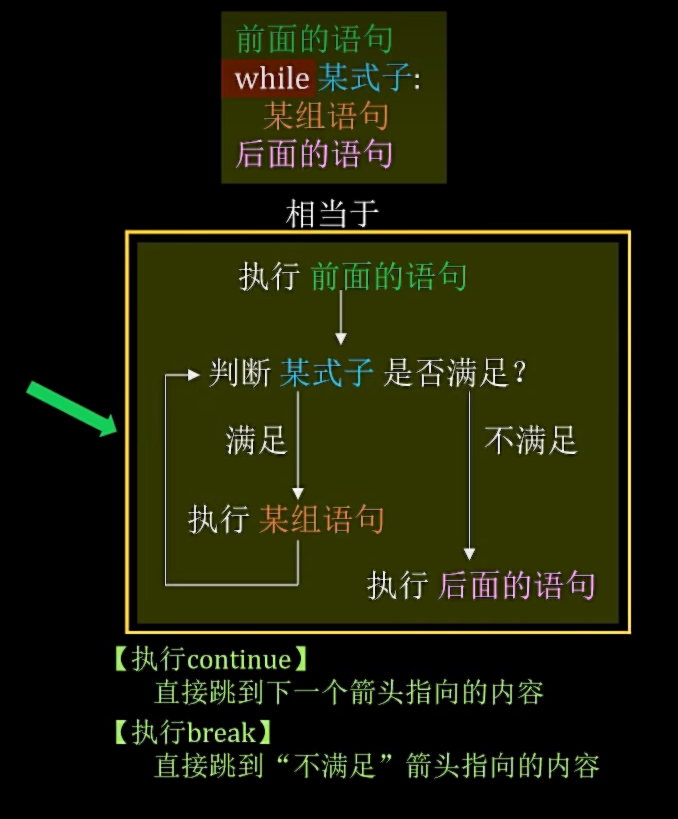 前面的语句
while 某式子:
某组语句
后面的语句
相当于
执行 前面的语句
判断 某式子 是否满足?
满足
不满足
执行 某组语句
执行 后面的语句
【执行continue】
直接跳到下一个箭头指向的内容
【执行break】
直接跳到“不满足”箭头指向的内容